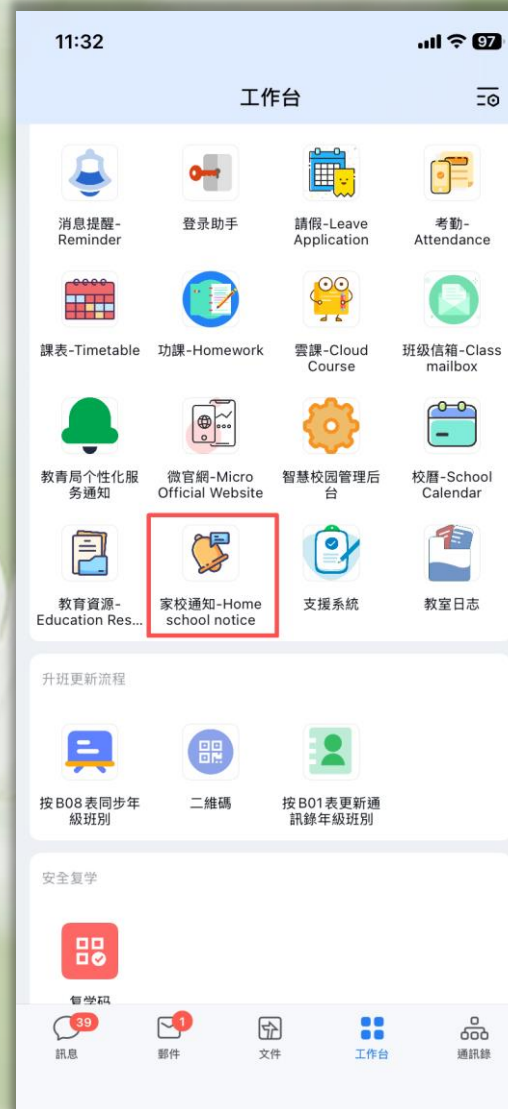 11:32
97
工作台
消息提醒-
Reminder
登录助手
請假-Leave
Application
考勤-
Attendance
課表-Timetable
功課-Homework
雲課-Cloud
Course
班级信箱-Class
mailbox
教青局个性化服
务通知
微官網-Micro
Official Website
智慧校园管理后
台
校曆-School
Calendar
教育資源-
Education Res...
家校通知-Home
school notice
支援系統
教室日志
升班更新流程
按B08表同步年
級班別
二維碼
按B01表更新通
訊錄年級班別
安全复学
复学码
39
訊息
1
郵件
文件
工作台
通訊錄